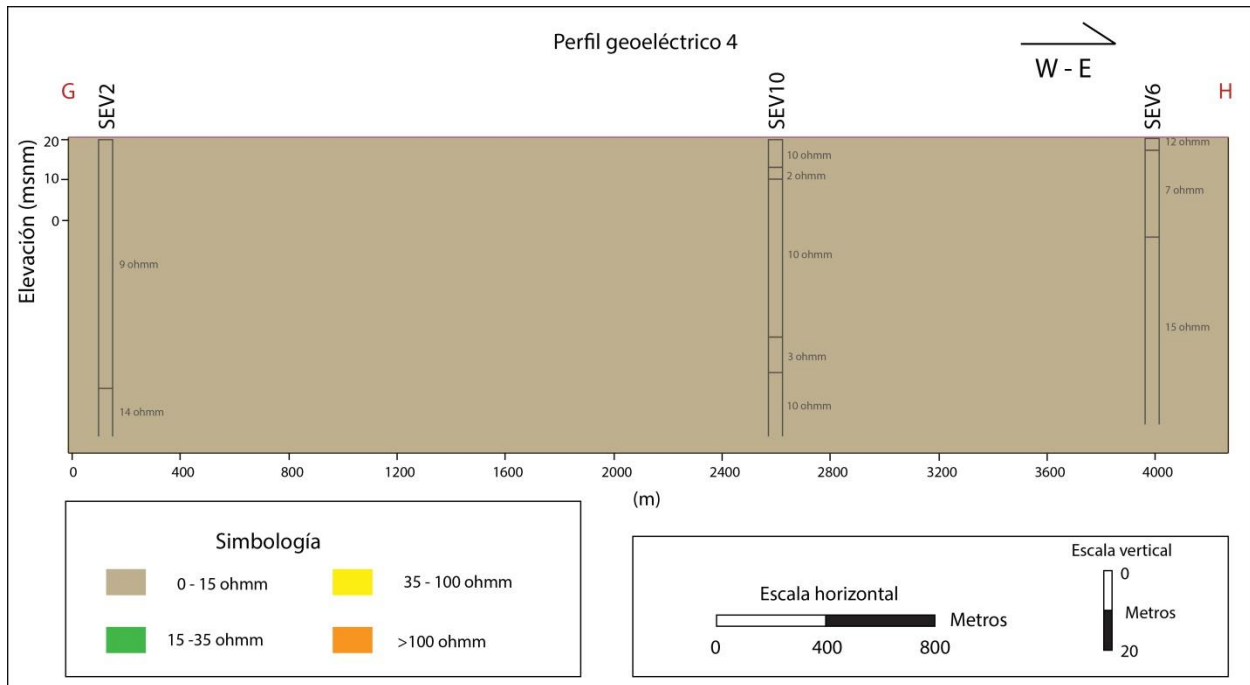 Perfil geoeléctrico 4
W - E
G
SEV2
SEV10
SEV6
H
Elevación (msnm)
20
10
0
9 ohmm
14 ohmm
10 ohmm
2 ohmm
10 ohmm
3 ohmm
10 ohmm
12 ohmm
7 ohmm
15 ohmm
0 400 800 1200 1600 2000 2400 2800 3200 3600 4000
(m)
Simbología
0 - 15 ohmm
35 - 100 ohmm
15 -35 ohmm
>100 ohmm
Escala horizontal
Metros
0 400 800
Escala vertical
0
Metros
20